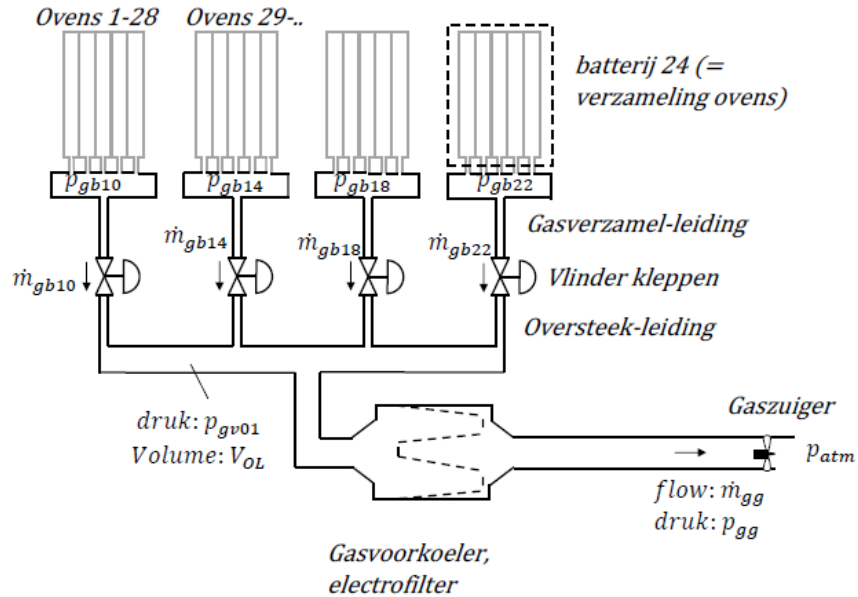 Ovens 1-28
Ovens 29-..
batterij 24 (=
verzameling ovens)
p_gb10
p_gb14
p_gb18
p_gb22
Gasverzamel-leiding
ṁ_gb10
ṁ_gb14
ṁ_gb18
ṁ_gb22
Vlinder kleppen
Oversteek-leiding
druk: p_gv01
Volume: V_OL
Gaszuiger
p_atm
flow: ṁ_gg
druk: p_gg
Gasvoorkoeler,
electrofilter